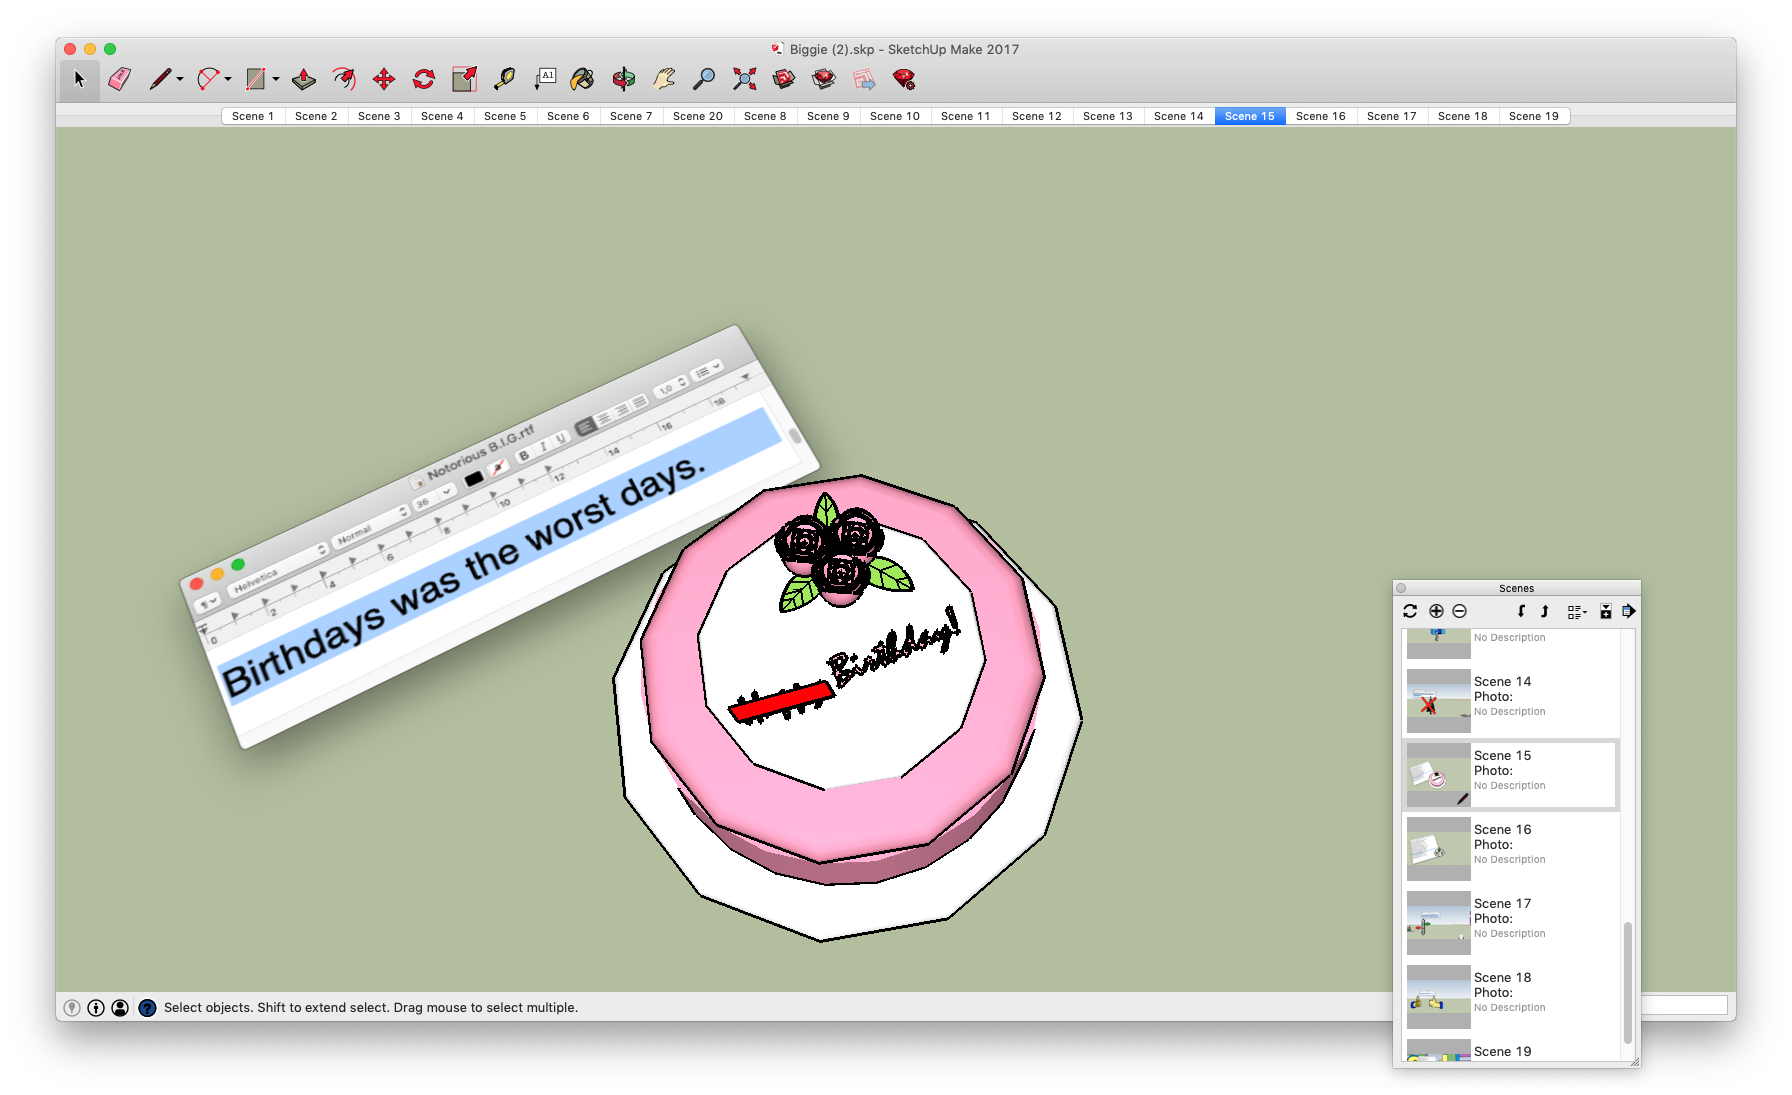 Biggie (2).skp - SketchUp Make 2017
A1
Scene 1 Scene 2 Scene 3 Scene 4 Scene 5 Scene 6 Scene 7 Scene 20 Scene 8 Scene 9 Scene 10 Scene 11 Scene 12 Scene 13 Scene 14 Scene 15 Scene 16 Scene 17 Scene 18 Scene 19
Notorious B.I.G.rtf
Helvetica Normal 36 B I U 1,0
0 2 4 6 8 10 12 14 16 18
Birthdays was the worst days.
Birthday!
Scenes
No Description
Scene 14
Photo:
No Description
Scene 15
Photo:
No Description
Scene 16
Photo:
No Description
Scene 17
Photo:
No Description
Scene 18
Photo:
No Description
Scene 19
Select objects. Shift to extend select. Drag mouse to select multiple.